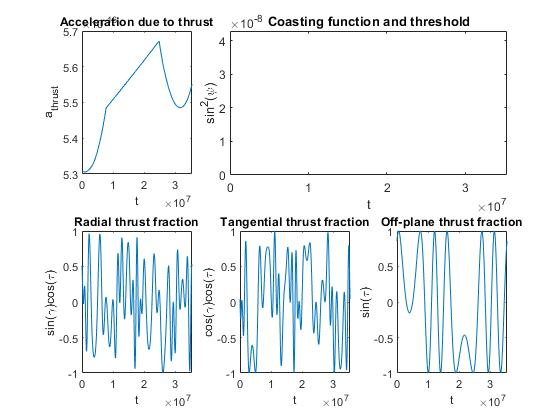 Acceleration due to thrust
5.7
5.6
5.5
5.4
5.3
a_thrust
0 1 2 3
t
×10^7
Coasting function and threshold
×10^-8
4
3
2
1
0
sin^2(ψ)
0 1 2 3
t
×10^7
Radial thrust fraction
1
0.5
0
-0.5
-1
sin(γ)cos(τ)
0 1 2 3
t
×10^7
Tangential thrust fraction
1
0.5
0
-0.5
-1
cos(γ)cos(τ)
0 1 2 3
t
×10^7
Off-plane thrust fraction
1
0.5
0
-0.5
-1
sin(τ)
0 1 2 3
t
×10^7